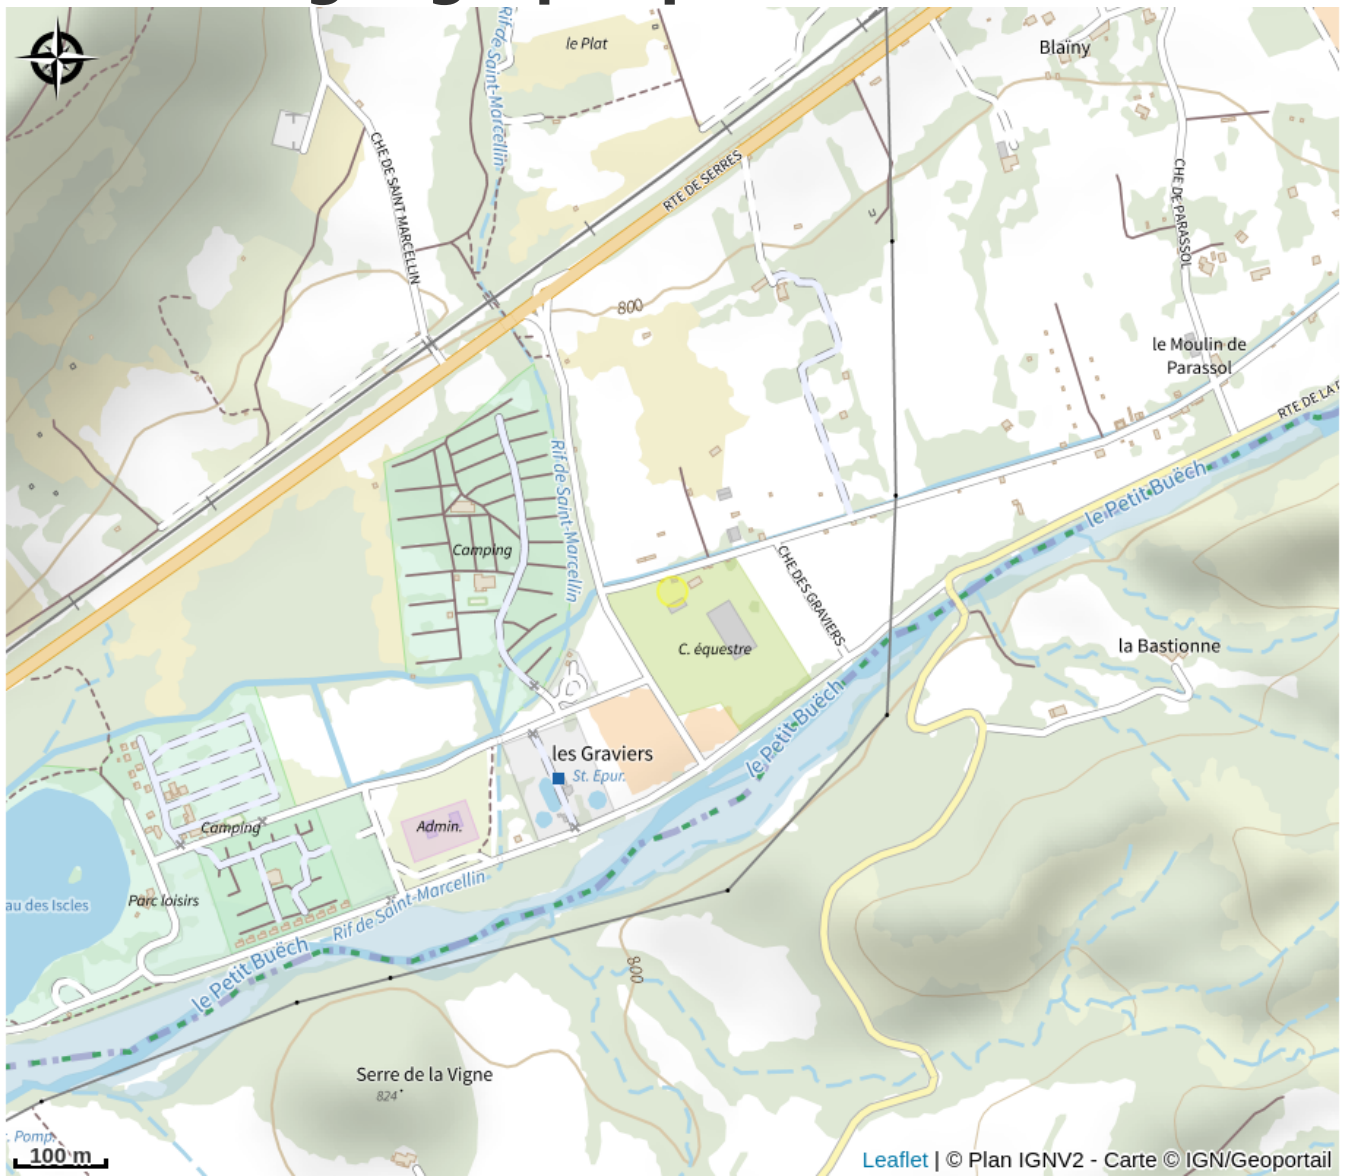 Rif de Saint-Marcellin
le Plat
Blaïny
CHE DE SAINT MARCELLIN
RTE DE SERRES
CHE DE PARASSOL
800
le Moulin de
Parassol
RTE DE LA
Rif de Saint-Marcellin
le Petit Buëch
Camping
CHE DES GRAVIERS
C. équestre
la Bastionne
le Petit Buëch
les Graviers
St. Epur.
Camping
Admin.
Parc loisirs
au des Iscles
Rif de Saint-Marcellin
le Petit Buëch
800
Serre de la Vigne
824
. Pomp.
100 m
Leaflet | © Plan IGNV2 - Carte © IGN/Geoportail